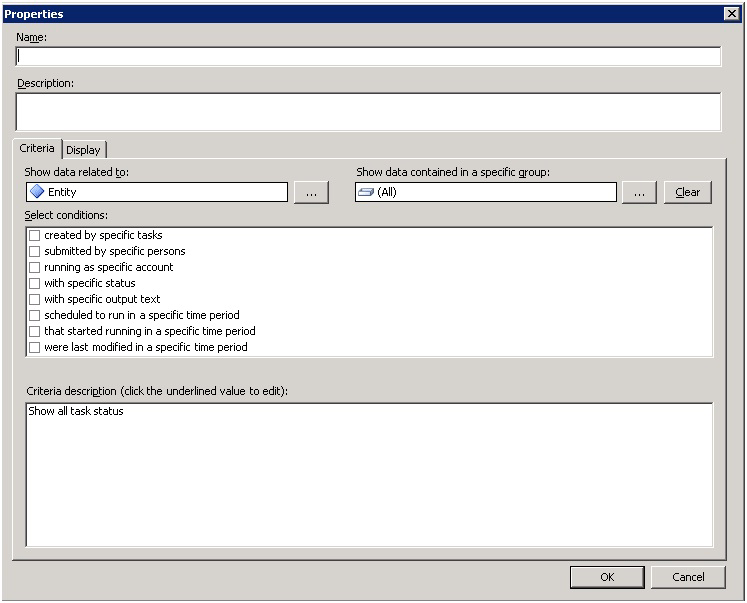 Properties
Name:
Description:
Criteria Display
Show data related to: Show data contained in a specific group:
Entity ... (All) ... Clear
Select conditions:
created by specific tasks
submitted by specific persons
running as specific account
with specific status
with specific output text
scheduled to run in a specific time period
that started running in a specific time period
were last modified in a specific time period
Criteria description (click the underlined value to edit):
Show all task status
OK Cancel